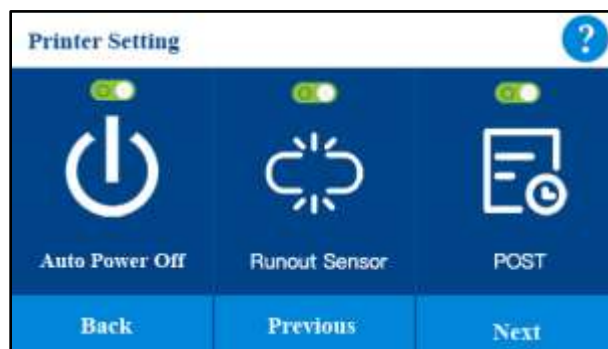 Printer Setting
?
Auto Power Off
Runout Sensor
POST
Back
Previous
Next